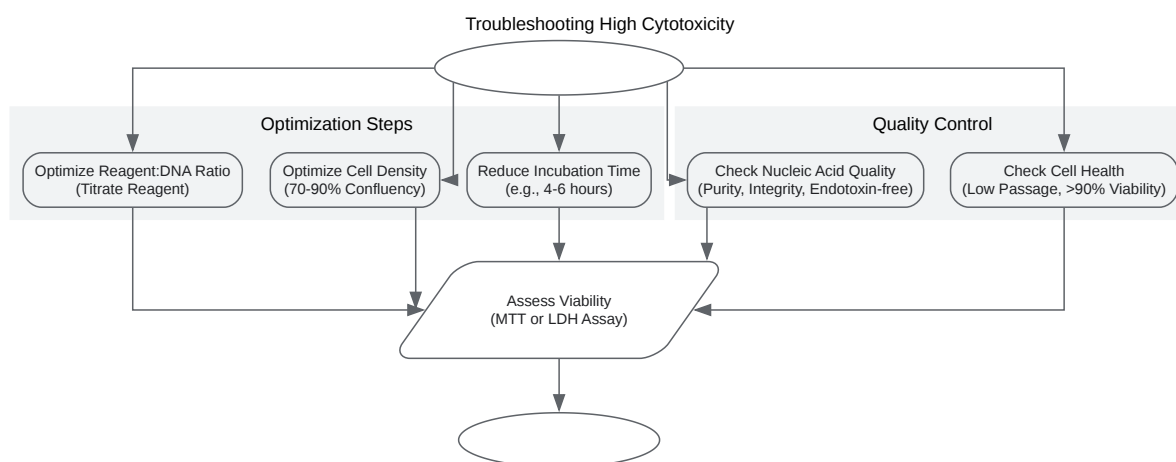 Troubleshooting High Cytotoxicity
Optimization Steps
Quality Control
Optimize Reagent:DNA Ratio
(Titrate Reagent)
Optimize Cell Density
(70-90% Confluency)
Reduce Incubation Time
(e.g., 4-6 hours)
Check Nucleic Acid Quality
(Purity, Integrity, Endotoxin-free)
Check Cell Health
(Low Passage, >90% Viability)
Assess Viability
(MTT or LDH Assay)